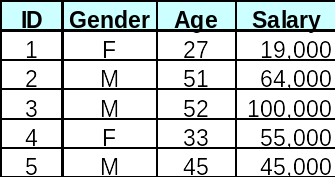 ID Gender Age Salary
1 F 27 19,000
2 M 51 64,000
3 M 52 100,000
4 F 33 55,000
5 M 45 45,000